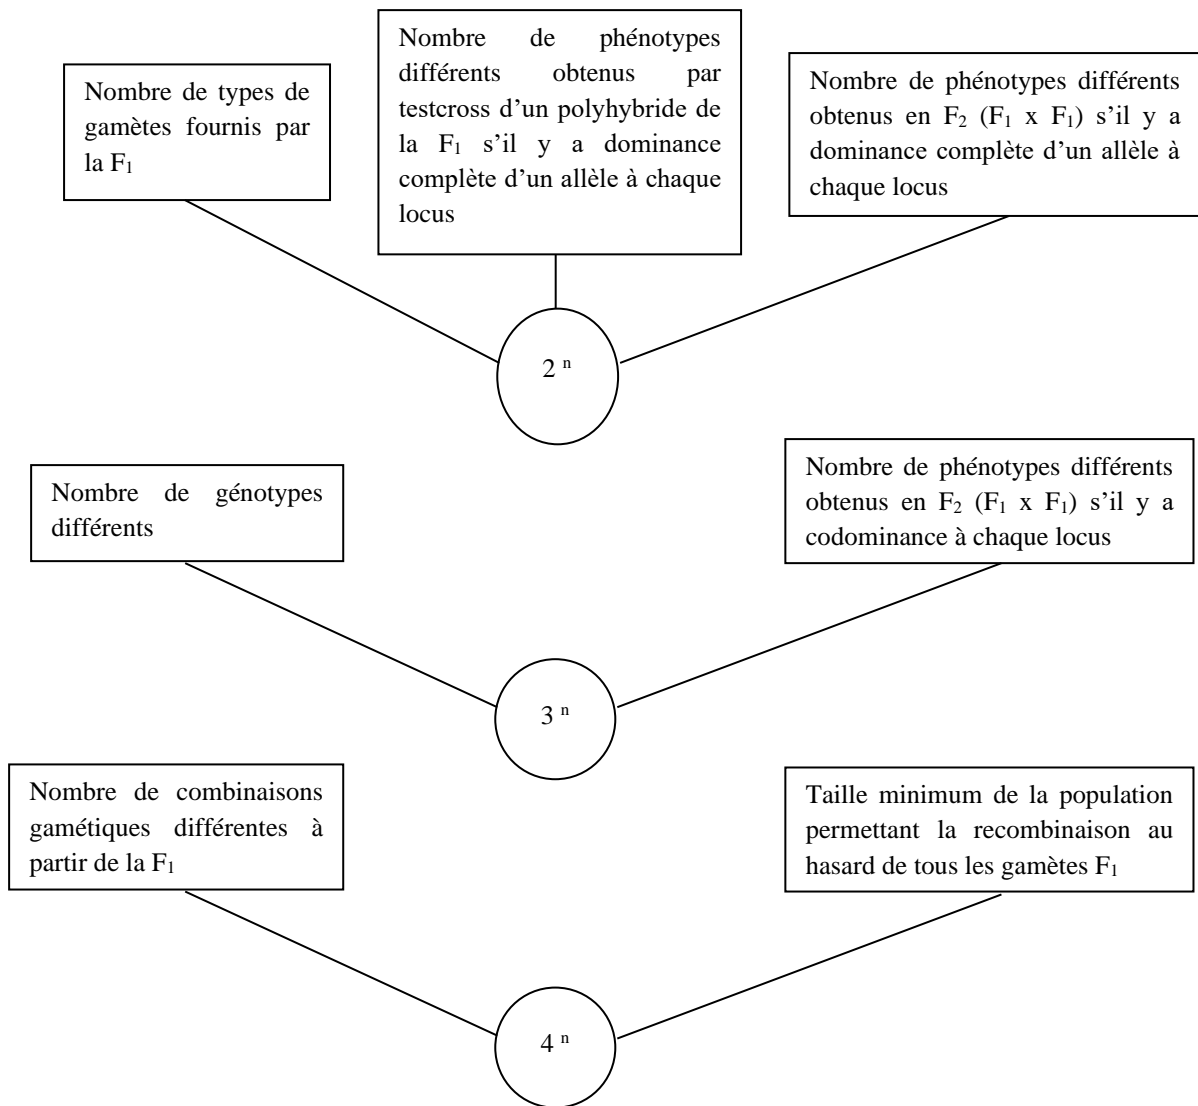 Nombre de types de
gamètes fournis par
la F₁
Nombre de phénotypes
différents obtenus par
testcross d’un polyhybride de
la F₁ s’il y a dominance
complète d’un allèle à chaque
locus
Nombre de phénotypes différents
obtenus en F₂ (F₁ x F₁) s’il y a
dominance complète d’un allèle à
chaque locus
2 ⁿ
Nombre de génotypes
différents
Nombre de phénotypes différents
obtenus en F₂ (F₁ x F₁) s’il y a
codominance à chaque locus
3 ⁿ
Nombre de combinaisons
gamétiques différentes à
partir de la F₁
Taille minimum de la population
permettant la recombinaison au
hasard de tous les gamètes F₁
4 ⁿ